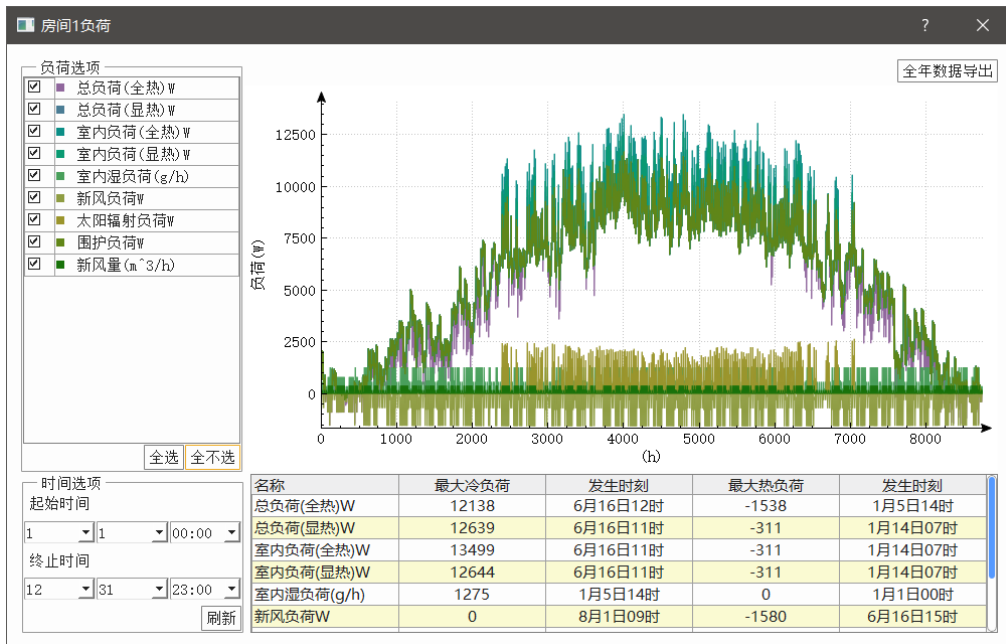 房间1负荷 ?
负荷选项
总负荷(全热)W
总负荷(显热)W
室内负荷(全热)W
室内负荷(显热)W
室内湿负荷(g/h)
新风负荷W
太阳辐射负荷W
围护负荷W
新风量(m^3/h)
全选 全不选
时间选项
起始时间
1 1 00:00
终止时间
12 31 23:00
刷新
全年数据导出
负荷(W)
12500
10000
7500
5000
2500
0
0 1000 2000 3000 4000 5000 6000 7000 8000
(h)
名称 最大冷负荷 发生时刻 最大热负荷 发生时刻
总负荷(全热)W 12138 6月16日12时 -1538 1月5日14时
总负荷(显热)W 12639 6月16日11时 -311 1月14日07时
室内负荷(全热)W 13499 6月16日11时 -311 1月14日07时
室内负荷(显热)W 12644 6月16日11时 -311 1月14日07时
室内湿负荷(g/h) 1275 1月5日14时 0 1月1日00时
新风负荷W 0 8月1日09时 -1580 6月16日15时